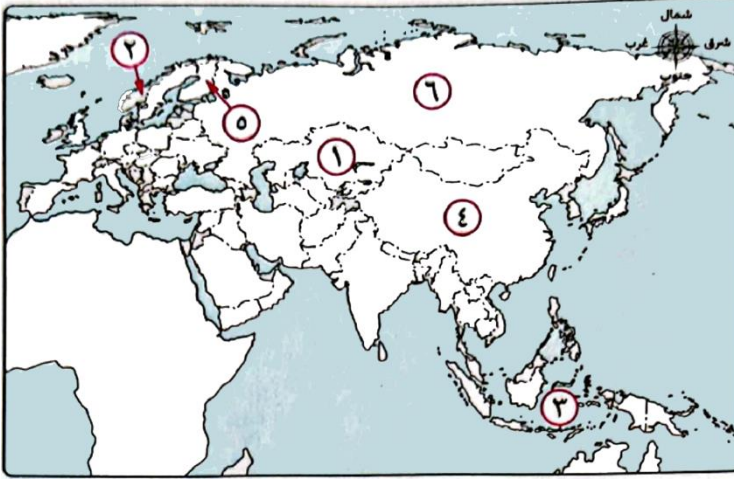 شمال
شرق
غرب
جنوب
٢
٦
٥
١
٤
٣